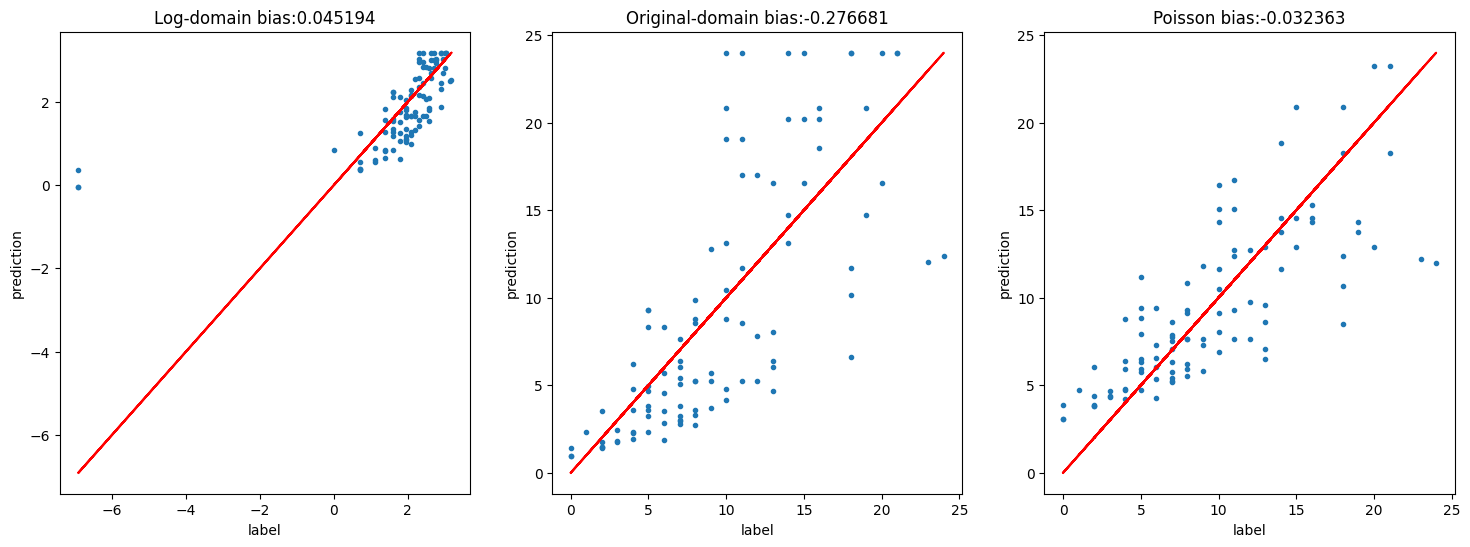 Log-domain bias:0.045194
2
0
−2
−4
−6
prediction
−6 −4 −2 0 2
label
Original-domain bias:-0.276681
25
20
15
10
5
0
prediction
0 5 10 15 20 25
label
Poisson bias:-0.032363
25
20
15
10
5
0
prediction
0 5 10 15 20 25
label